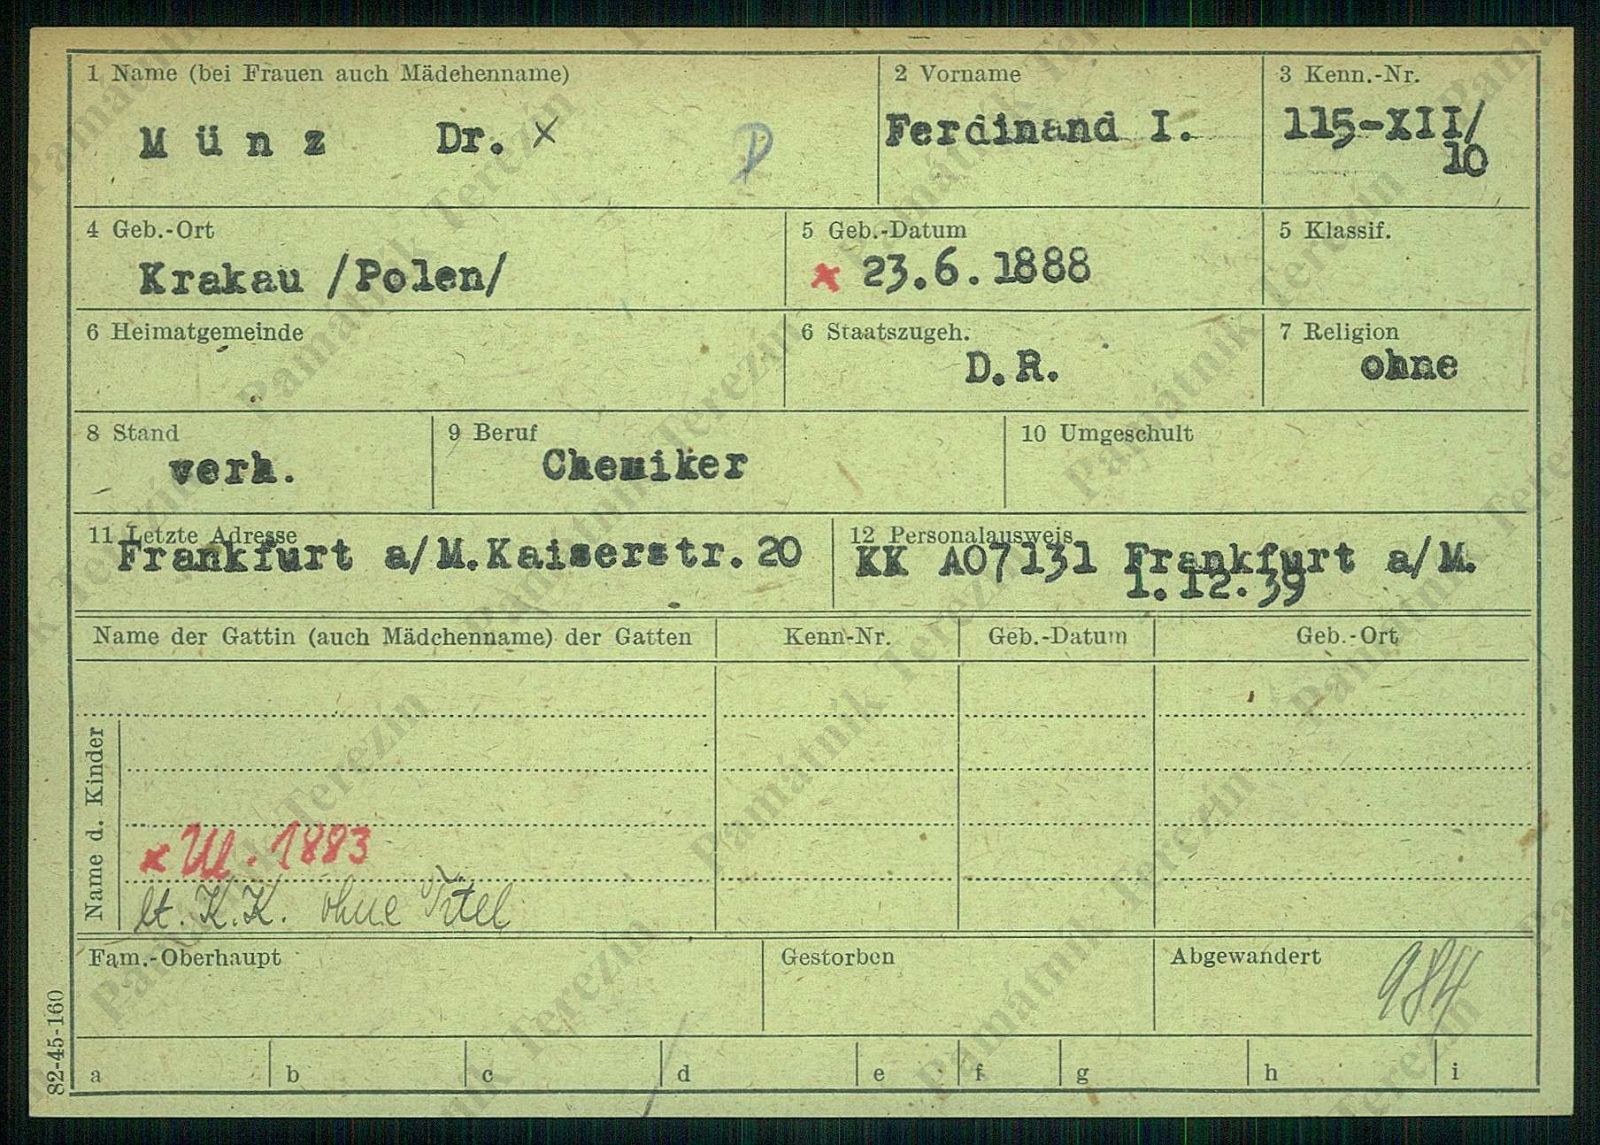 1 Name (bei Frauen auch Mädchenname)
2 Vorname
3 Kenn.-Nr.
Münz Dr. ×
D
Ferdinand I.
115-XII/
10
4 Geb.-Ort
5 Geb.-Datum
5 Klassif.
Krakau /Polen/
× 23.6.1888
6 Heimatgemeinde
6 Staatszugeh.
7 Religion
D.R.
ohne
8 Stand
9 Beruf
10 Umgeschult
verh.
Chemiker
11 Letzte Adresse
12 Personalausweis
Frankfurt a/M.Kaiserstr.20
KK A07131 Frankfurt a/M.
1.12.39
Name der Gattin (auch Mädchenname) der Gatten
Kenn-Nr.
Geb.-Datum
Geb.-Ort
Name d. Kinder
× 1883
lt. K.K. ohne Titel
Fam.-Oberhaupt
Gestorben
Abgewandert
984
a
b
c
d
e
f
g
h
i
82-45-160
Památník Terezín